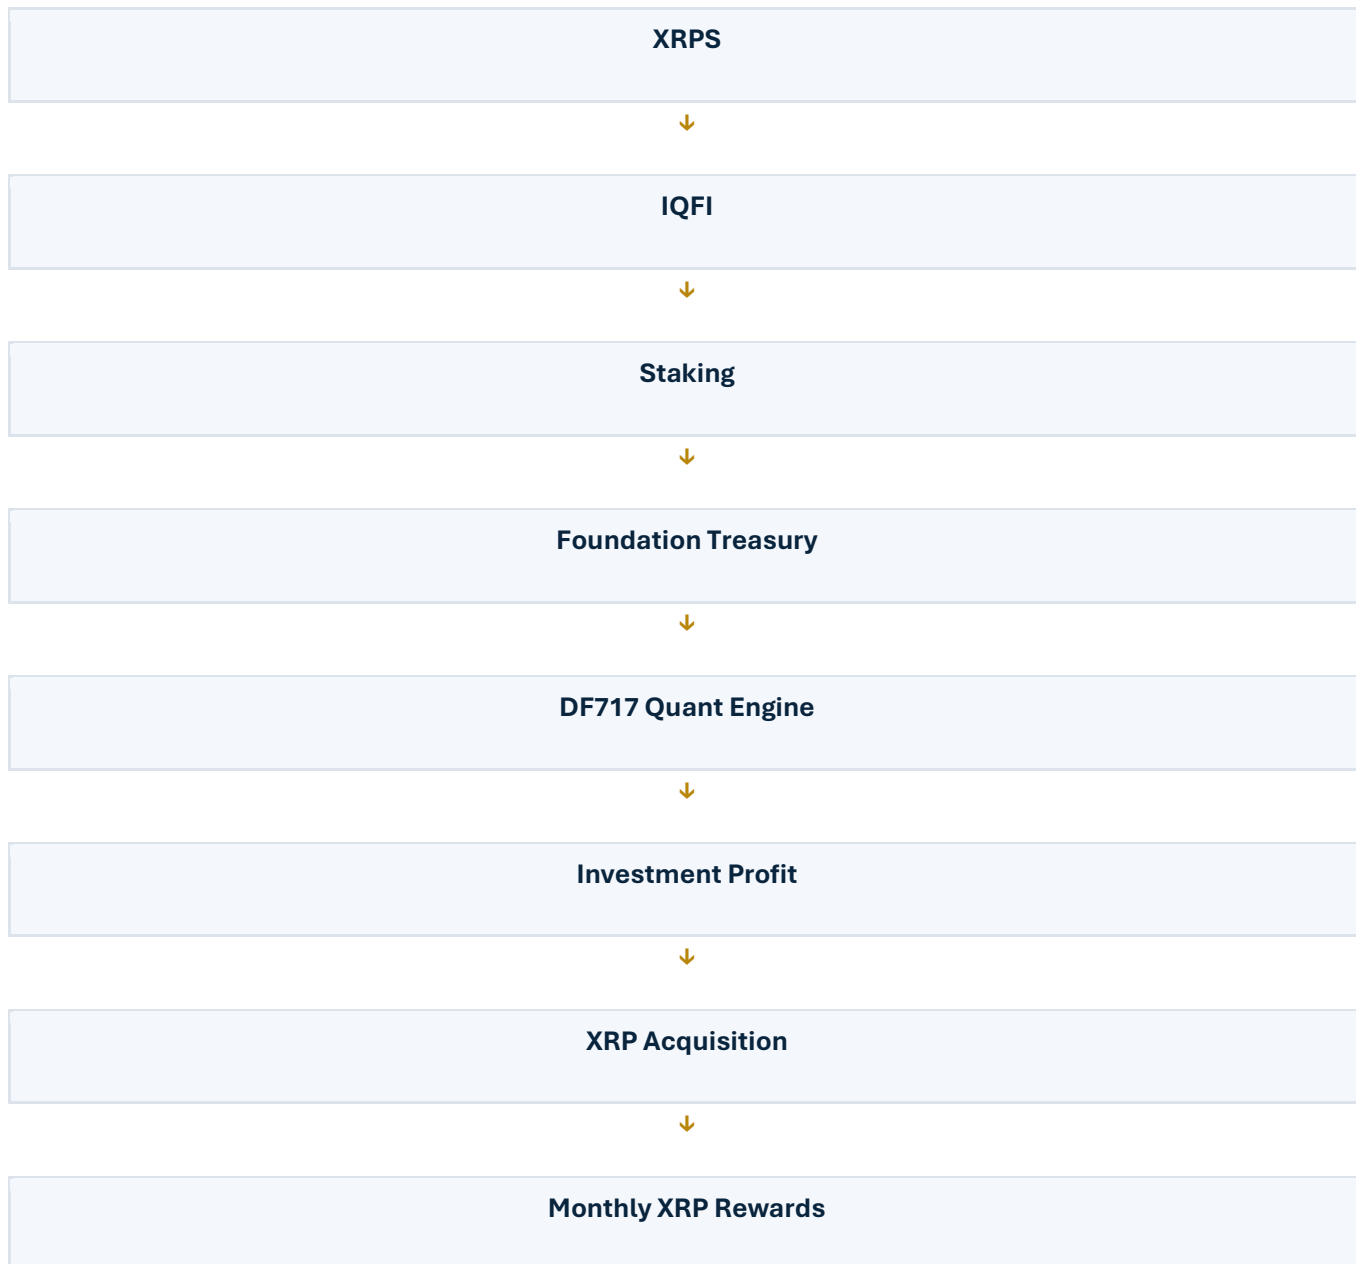 XRPS
↓
IQFI
↓
Staking
↓
Foundation Treasury
↓
DF717 Quant Engine
↓
Investment Profit
↓
XRP Acquisition
↓
Monthly XRP Rewards